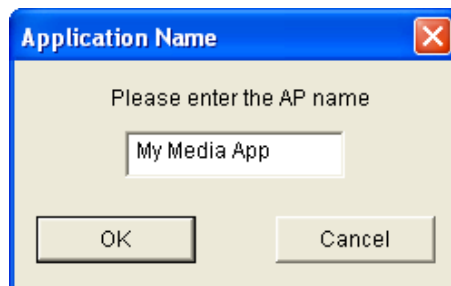 Application Name
Please enter the AP name
My Media App
OK Cancel